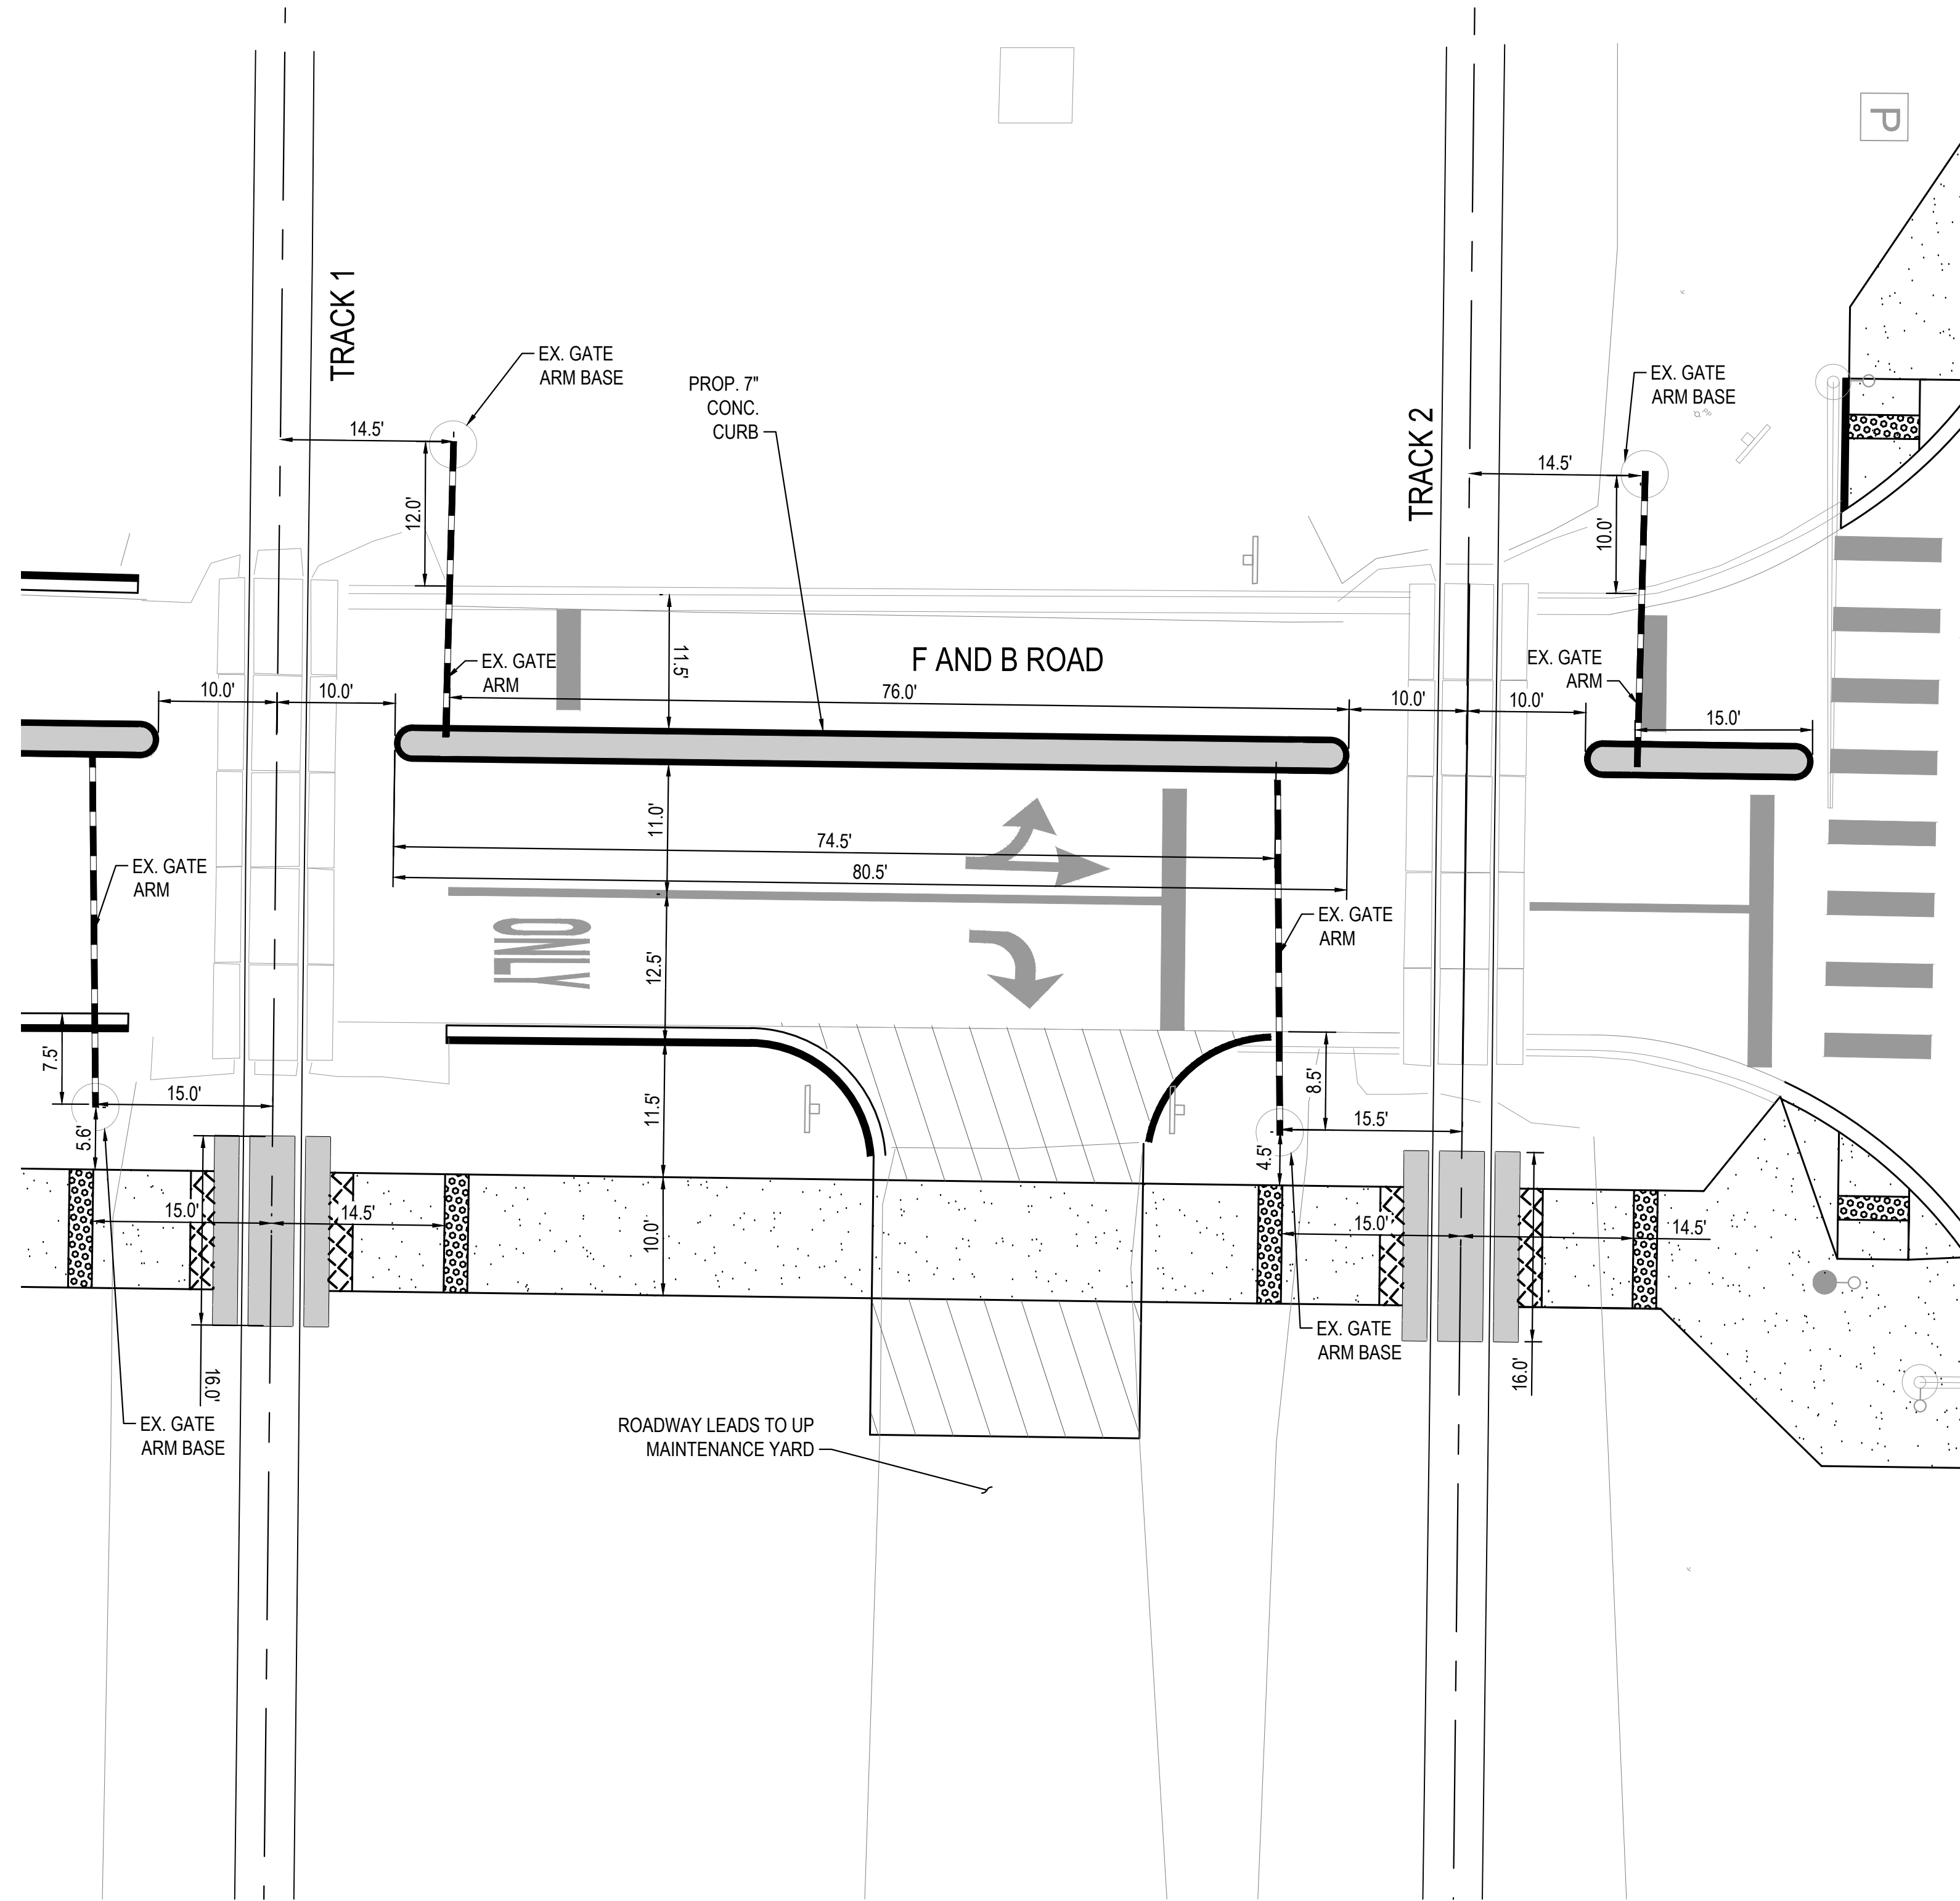 P
TRACK 1
EX. GATE
ARM BASE
PROP. 7"
CONC.
CURB
EX. GATE
ARM BASE
TRACK 2
14.5'
14.5'
12.0'
10.0'
11.5'
F AND B ROAD
EX. GATE
ARM
EX. GATE
ARM
10.0'
10.0'
76.0'
10.0'
10.0'
15.0'
11.0'
74.5'
80.5'
EX. GATE
ARM
EX. GATE
ARM
ONLY
12.5'
7.5'
15.0'
5.6'
11.5'
8.5'
15.5'
4.5'
15.0'
14.5'
10.0'
15.0'
14.5'
EX. GATE
ARM BASE
16.0'
16.0'
EX. GATE
ARM BASE
ROADWAY LEADS TO UP
MAINTENANCE YARD